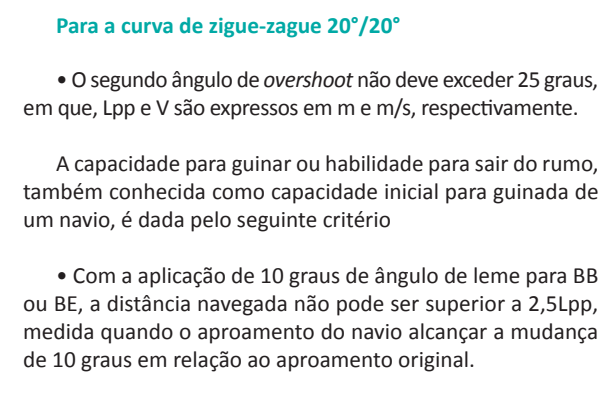 Para a curva de zigue-zague 20°/20°
• O segundo ângulo de overshoot não deve exceder 25 graus,
em que, Lpp e V são expressos em m e m/s, respectivamente.
A capacidade para guinar ou habilidade para sair do rumo,
também conhecida como capacidade inicial para guinada de
um navio, é dada pelo seguinte critério
• Com a aplicação de 10 graus de ângulo de leme para BB
ou BE, a distância navegada não pode ser superior a 2,5Lpp,
medida quando o aproamento do navio alcançar a mudança
de 10 graus em relação ao aproamento original.